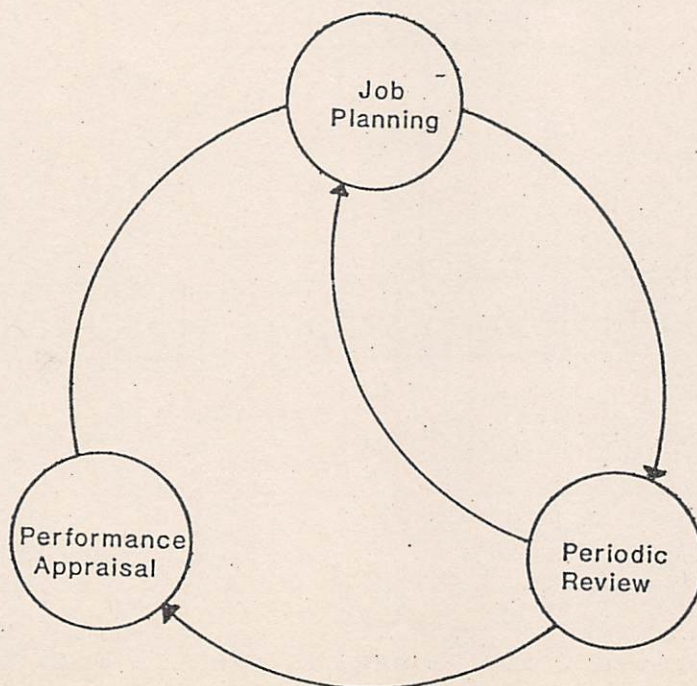 Job
Planning
Performance
Appraisal
Periodic
Review